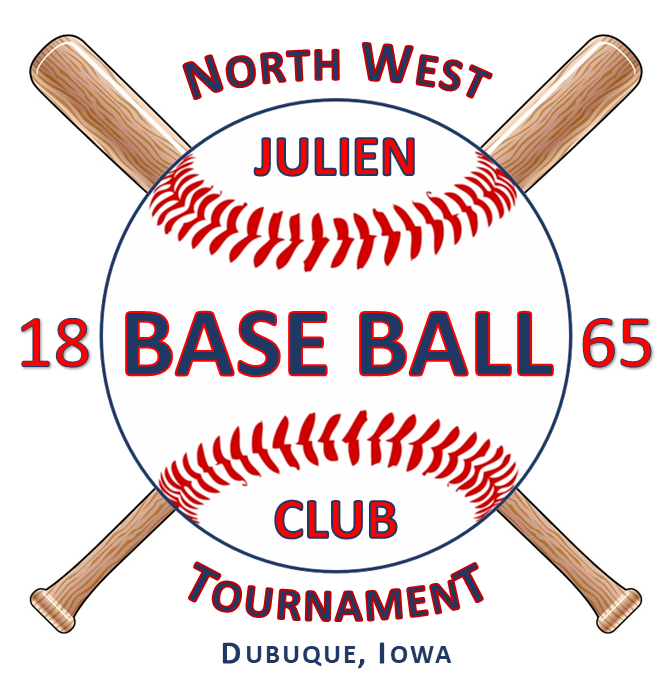 NORTH WEST
JULIEN
18 BASE BALL 65
CLUB
TOURNAMENT
DUBUQUE, IOWA